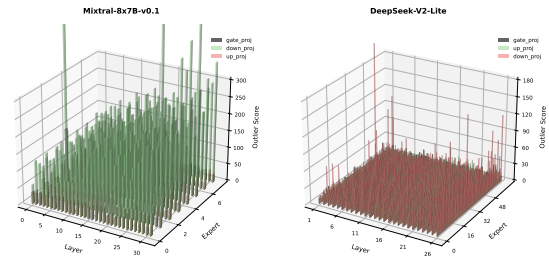 Mixtral-8x7B-v0.1
gate_proj
down_proj
up_proj
300
250
200
150
100
50
0
Outlier Score
0
5
10
15
20
25
30
Layer
0
2
4
6
Expert
DeepSeek-V2-Lite
gate_proj
up_proj
down_proj
180
150
120
90
60
30
0
Outlier Score
1
6
11
16
21
26
Layer
0
16
32
48
Expert